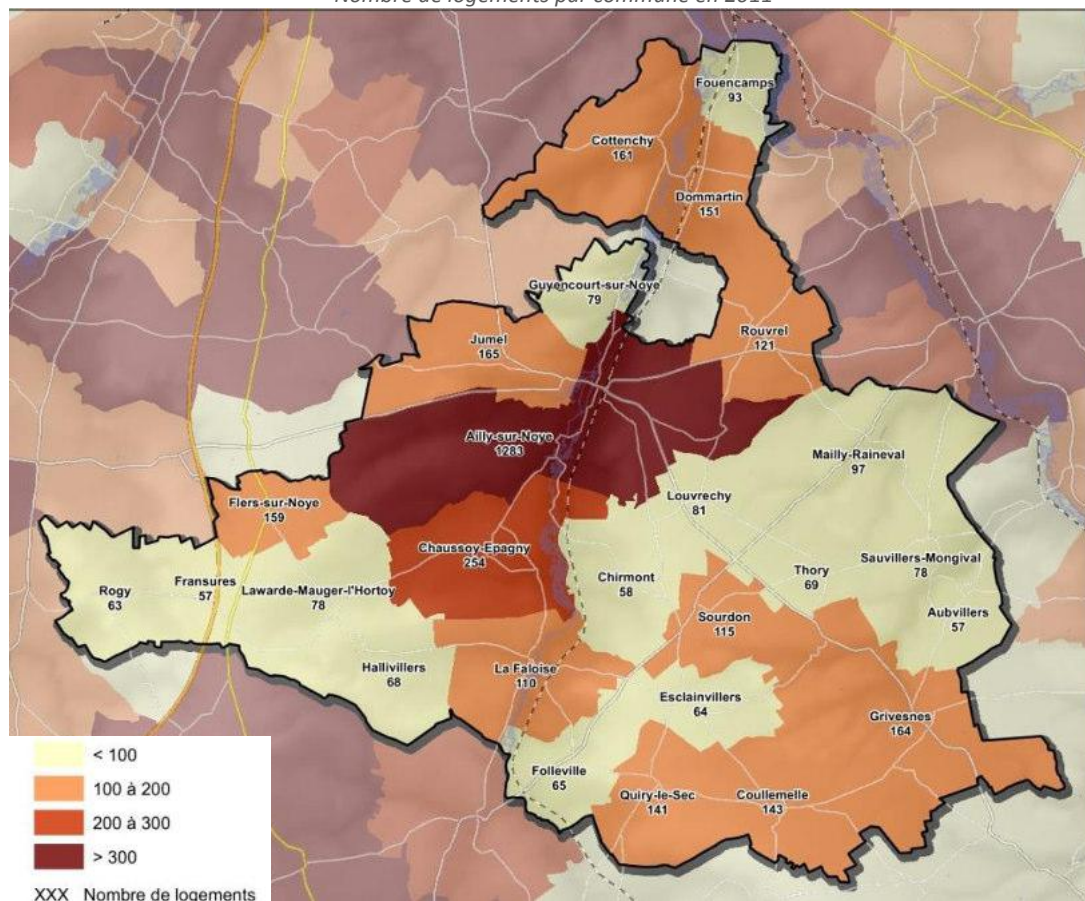 Nombre de logements par commune en 2011
Fouencamps
93
Cottenchy
161
Dommartin
151
Guyencourt-sur-Noye
79
Jumel
165
Rouvrel
121
Ailly-sur-Noye
1283
Mailly-Raineval
97
Louvrechy
81
Flers-sur-Noye
159
Chaussoy-Epagny
254
Sauvillers-Mongival
78
Thory
69
Chirmont
58
Fransures
57
Rogy
63
Lawarde-Mauger-l'Hortoy
78
Aubvillers
57
Sourdon
115
Hallivillers
68
La Faloise
110
Esclainvillers
64
Grivesnes
164
Folleville
65
Quiry-le-Sec
141
Coullemelle
143
< 100
100 à 200
200 à 300
> 300
XXX Nombre de logements